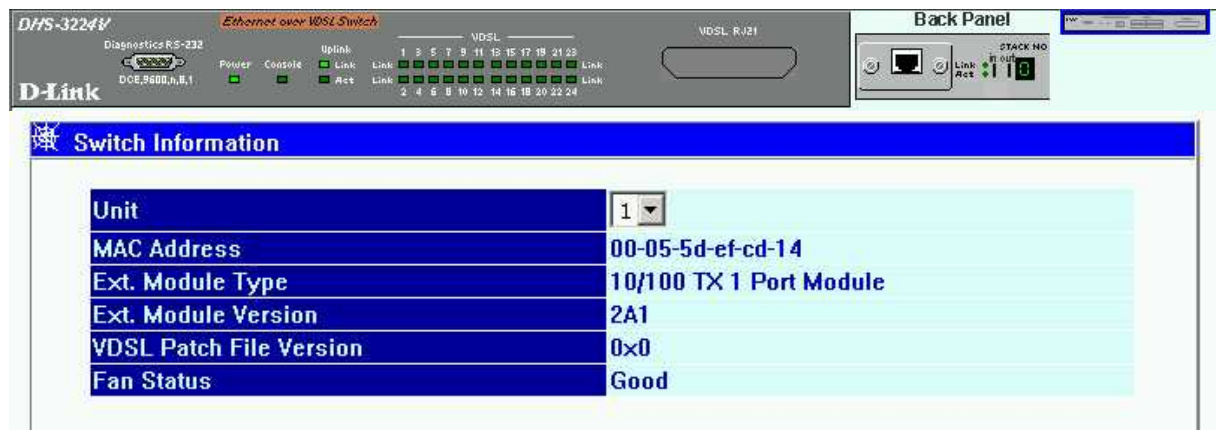 DHS-3224V
Ethernet over VDSL Switch
Back Panel
Diagnostics RS-232
DCE,9600,n,8,1
D-Link
Power Console
Uplink
Link
Act
VDSL
1 3 5 7 9 11 13 15 17 19 21 23
Link Link
Link Link
2 4 6 8 10 12 14 16 18 20 22 24
VDSL RJ21
STACK NO
in out
Link
Act
0
Switch Information
Unit 1
MAC Address 00-05-5d-ef-cd-14
Ext. Module Type 10/100 TX 1 Port Module
Ext. Module Version 2A1
VDSL Patch File Version 0x0
Fan Status Good